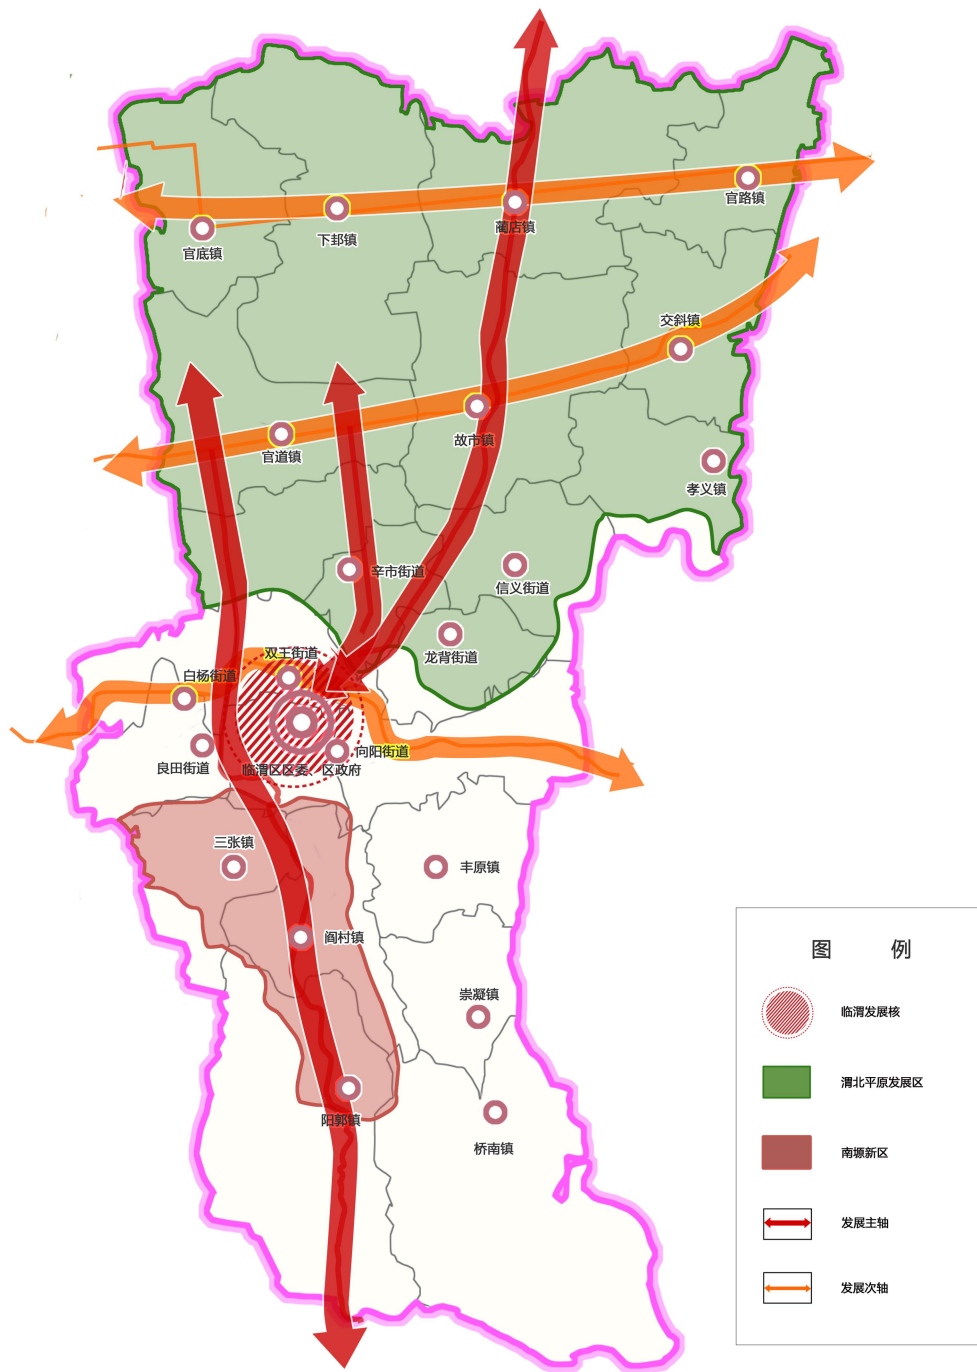 官路镇
蔺店镇
下邽镇
官底镇
交斜镇
故市镇
官道镇
孝义镇
辛市街道
信义街道
龙背街道
双王街道
白杨街道
向阳街道
良田街道
临渭区区委、区政府
三张镇
丰原镇
阎村镇
崇凝镇
阳郭镇
桥南镇
图 例
临渭发展核
渭北平原发展区
南塬新区
发展主轴
发展次轴